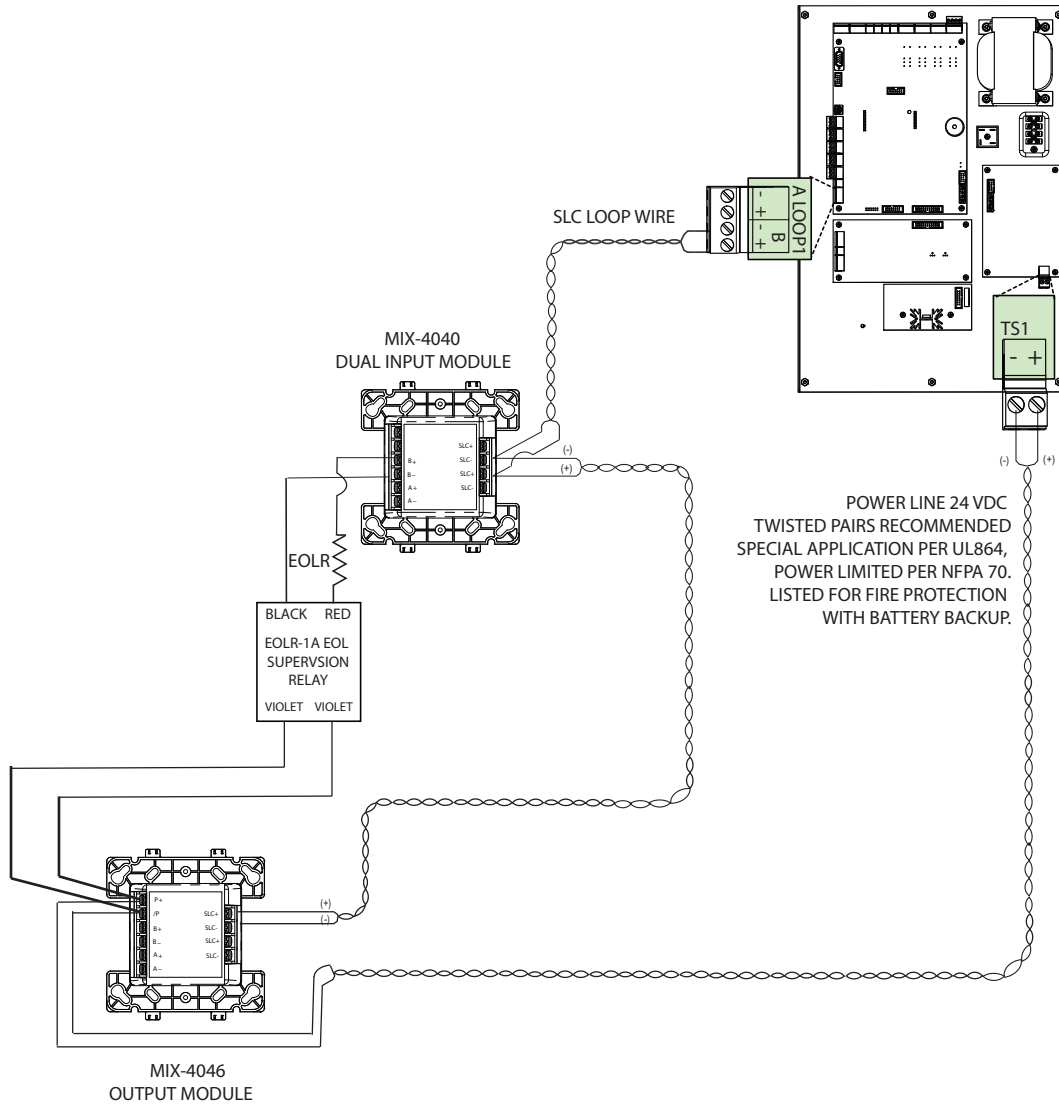 SLC LOOP WIRE
A LOOP1
- + - +
B
TS1
- +
(-) (+)
MIX-4040
DUAL INPUT MODULE
SLC+
SLC-
SLC+
SLC-
B+
B-
A+
A-
(-)
(+)
POWER LINE 24 VDC
TWISTED PAIRS RECOMMENDED
SPECIAL APPLICATION PER UL864,
POWER LIMITED PER NFPA 70.
LISTED FOR FIRE PROTECTION
WITH BATTERY BACKUP.
EOLR
BLACK RED
EOLR-1A EOL
SUPERVSION
RELAY
VIOLET VIOLET
P+
/P
B+
B-
A+
A-
SLC+
SLC-
SLC+
SLC-
(+)
(-)
MIX-4046
OUTPUT MODULE